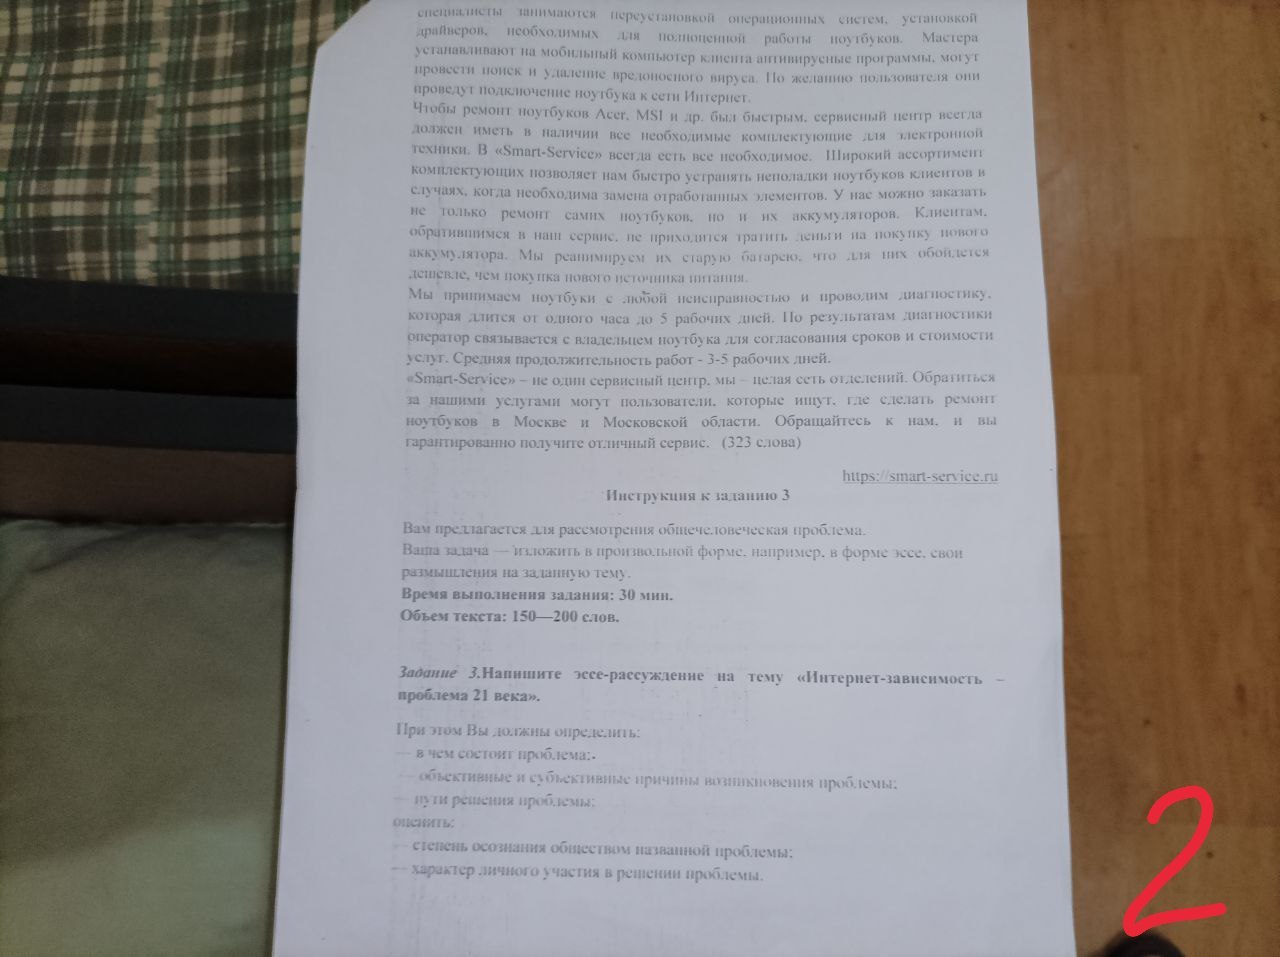 специалисты занимаются переустановкой операционных систем, установкой
драйверов, необходимых для полноценной работы ноутбуков. Мастера
устанавливают на мобильный компьютер клиента антивирусные программы, могут
провести поиск и удаление вредоносного вируса. По желанию пользователя они
проведут подключение ноутбука к сети Интернет.
Чтобы ремонт ноутбуков Acer, MSI и др. был быстрым, сервисный центр всегда
должен иметь в наличии все необходимые комплектующие для электронной
техники. В «Smart-Service» всегда есть все необходимое. Широкий ассортимент
комплектующих позволяет нам быстро устранять неполадки ноутбуков клиентов в
случаях, когда необходима замена отработанных элементов. У нас можно заказать
не только ремонт самих ноутбуков, но и их аккумуляторов. Клиентам,
обратившимся в наш сервис, не приходится тратить деньги на покупку нового
аккумулятора. Мы реанимируем их старую батарею, что для них обойдется
дешевле, чем покупка нового источника питания.
Мы принимаем ноутбуки с любой неисправностью и проводим диагностику,
которая длится от одного часа до 5 рабочих дней. По результатам диагностики
оператор связывается с владельцем ноутбука для согласования сроков и стоимости
услуг. Средняя продолжительность работ - 3-5 рабочих дней.
«Smart-Service» – не один сервисный центр, мы – целая сеть отделений. Обратиться
за нашими услугами могут пользователи, которые ищут, где сделать ремонт
ноутбуков в Москве и Московской области. Обращайтесь к нам, и вы
гарантированно получите отличный сервис. (323 слова)
https://smart-service.ru
Инструкция к заданию 3
Вам предлагается для рассмотрения общечеловеческая проблема.
Ваша задача — изложить в произвольной форме, например, в форме эссе, свои
размышления на заданную тему.
Время выполнения задания: 30 мин.
Объем текста: 150—200 слов.
Задание 3.Напишите эссе-рассуждение на тему «Интернет-зависимость –
проблема 21 века».
При этом Вы должны определить:
— в чем состоит проблема;
— объективные и субъективные причины возникновения проблемы;
— пути решения проблемы;
оценить:
— степень осознания обществом названной проблемы;
— характер личного участия в решении проблемы.
2